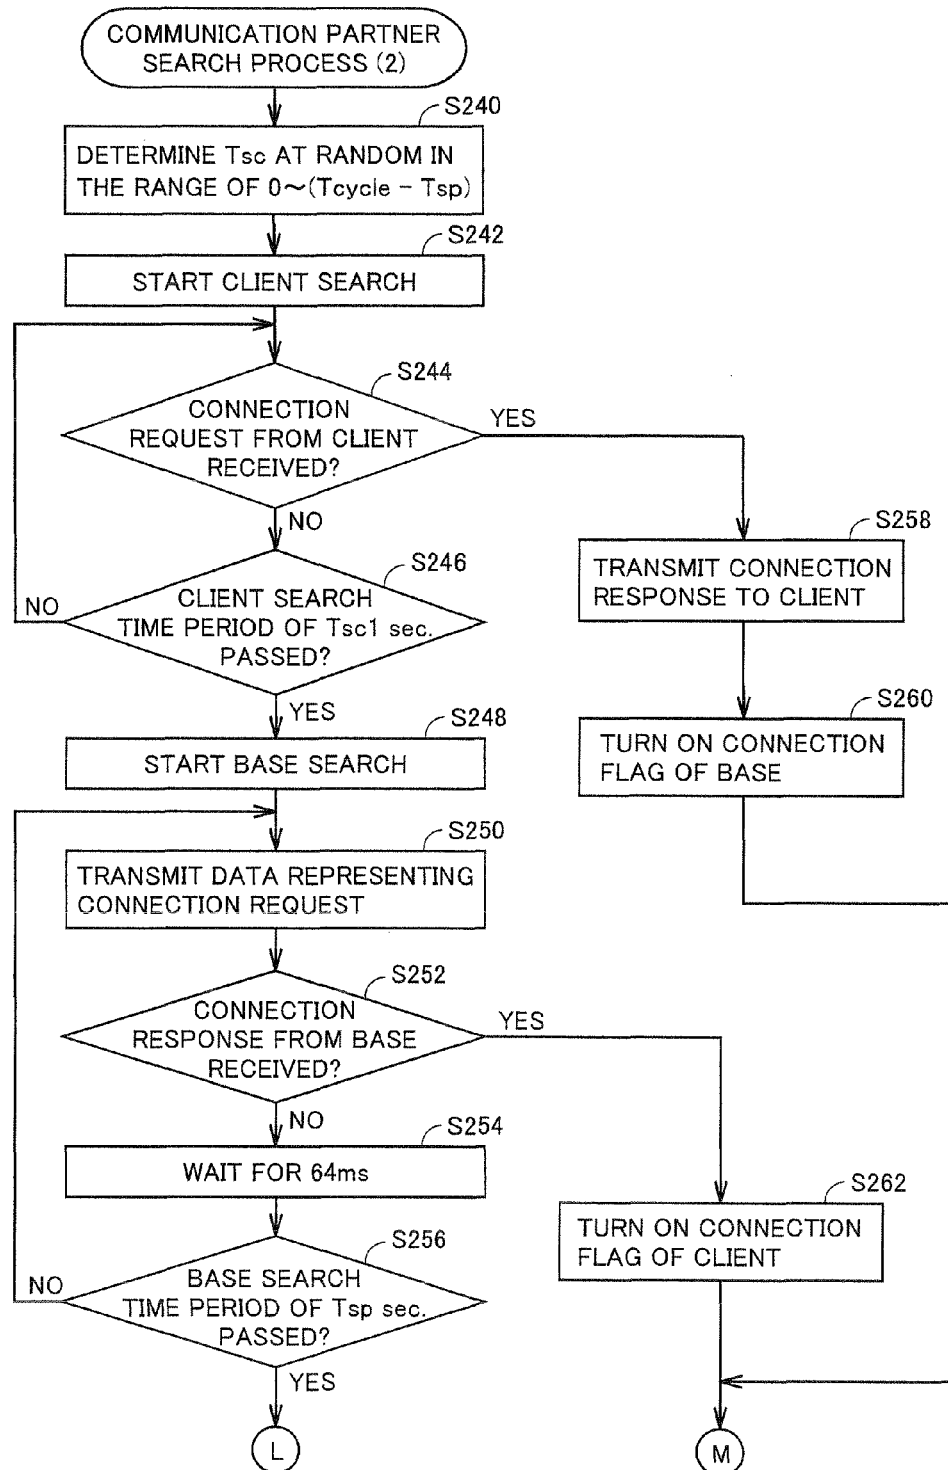 COMMUNICATION PARTNER
SEARCH PROCESS (2)
S240
DETERMINE Tsc AT RANDOM IN
THE RANGE OF 0~(Tcycle - Tsp)
S242
START CLIENT SEARCH
S244
CONNECTION
REQUEST FROM CLIENT
RECEIVED?
YES
NO
S246
CLIENT SEARCH
TIME PERIOD OF Tsc1 sec.
PASSED?
NO
YES
S258
TRANSMIT CONNECTION
RESPONSE TO CLIENT
S260
TURN ON CONNECTION
FLAG OF BASE
S248
START BASE SEARCH
S250
TRANSMIT DATA REPRESENTING
CONNECTION REQUEST
S252
CONNECTION
RESPONSE FROM BASE
RECEIVED?
YES
NO
S254
WAIT FOR 64ms
S256
BASE SEARCH
TIME PERIOD OF Tsp sec.
PASSED?
NO
YES
S262
TURN ON CONNECTION
FLAG OF CLIENT
L
M